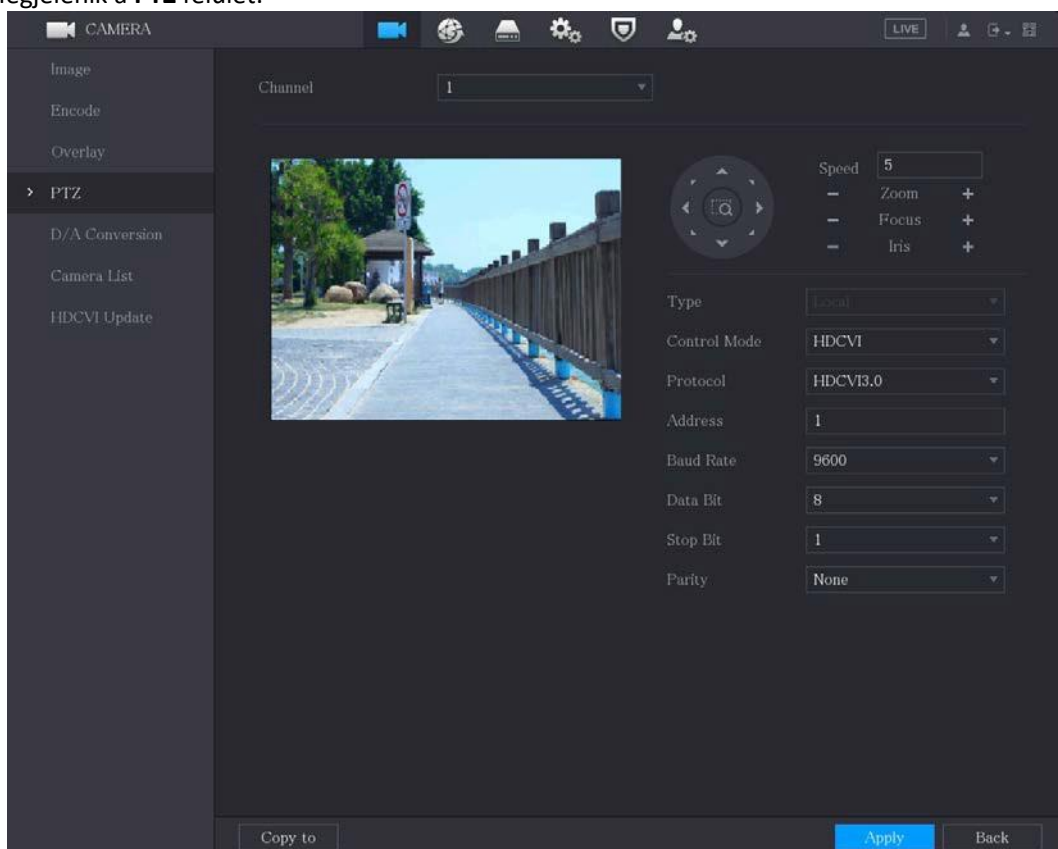 megjelenik a PTZ felület.
CAMERA
LIVE
Image
Encode
Overlay
PTZ
D/A Conversion
Camera List
HDCVI Update
Channel 1
Speed 5
- Zoom +
- Focus +
- Iris +
Type Local
Control Mode HDCVI
Protocol HDCVI3.0
Address 1
Baud Rate 9600
Data Bit 8
Stop Bit 1
Parity None
Copy to
Apply
Back